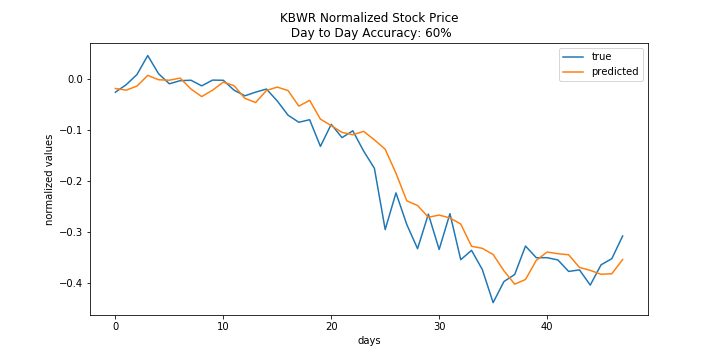 KBWR Normalized Stock Price
Day to Day Accuracy: 60%
true
predicted
normalized values
0.0
−0.1
−0.2
−0.3
−0.4
0
10
20
30
40
days